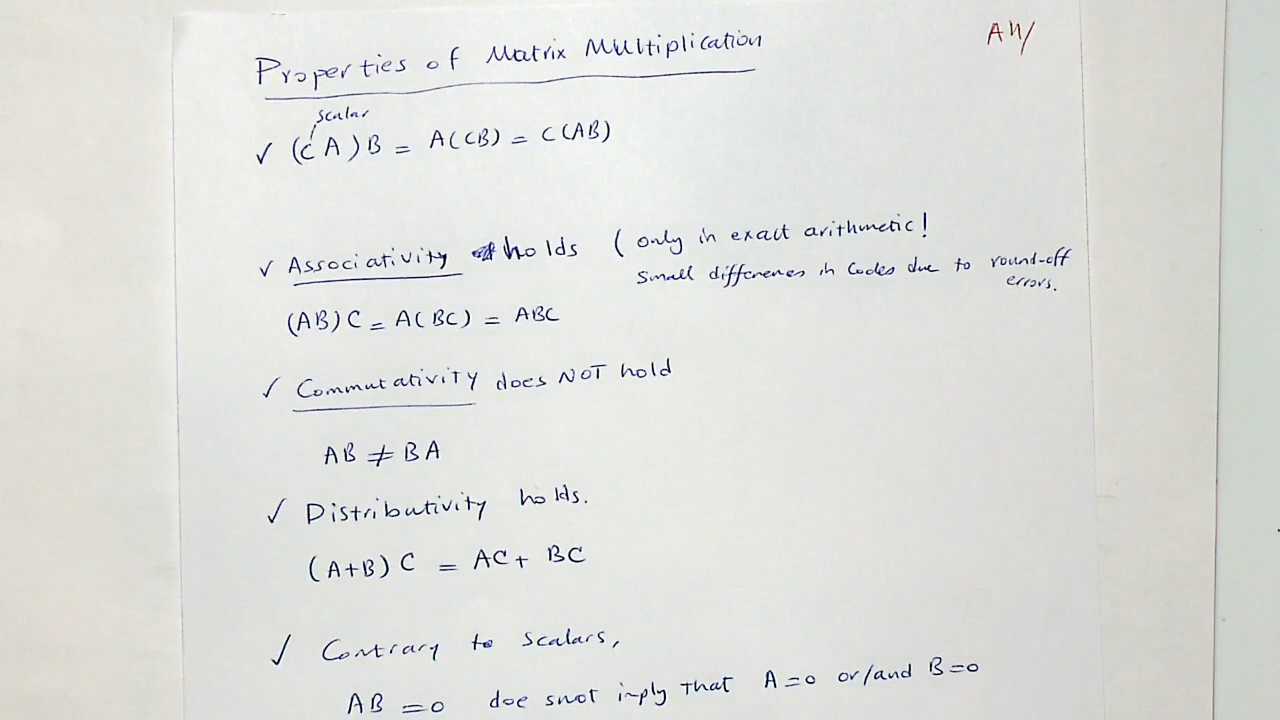 Properties of Matrix Multiplication
scalar
✓ (cA)B = A(cB) = c(AB)
✓ Associativity holds (only in exact arithmetic!
small differences in codes due to round-off
errors.
(AB)C = A(BC) = ABC
✓ Commutativity does NOT hold
AB ≠ BA
✓ Distributivity holds.
(A+B)C = AC + BC
✓ Contrary to scalars,
AB = 0 doe snot imply that A=0 or/and B=0